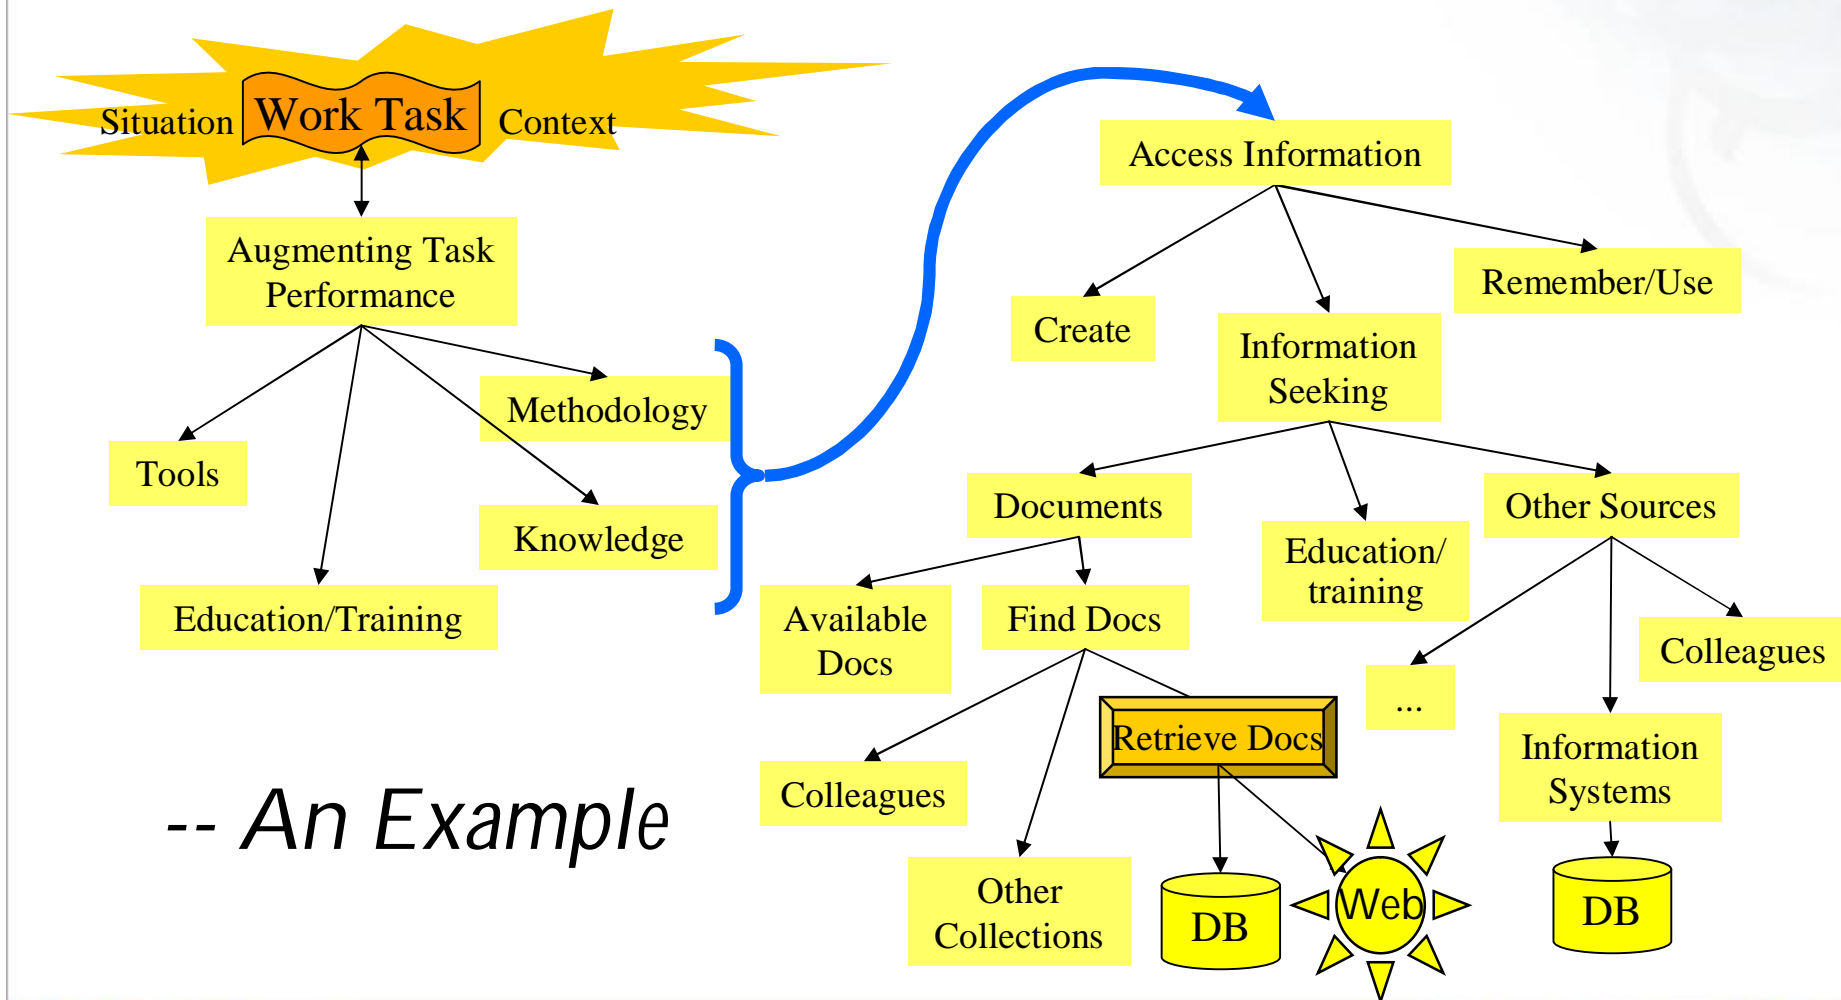 Situation Work Task Context
Augmenting Task
Performance
Methodology
Tools
Knowledge
Education/Training
-- An Example
Access Information
Remember/Use
Create
Information
Seeking
Documents
Education/
training
Other Sources
Available
Docs
Find Docs
Colleagues
...
Retrieve Docs
Information
Systems
Colleagues
Other
Collections
DB
Web
DB